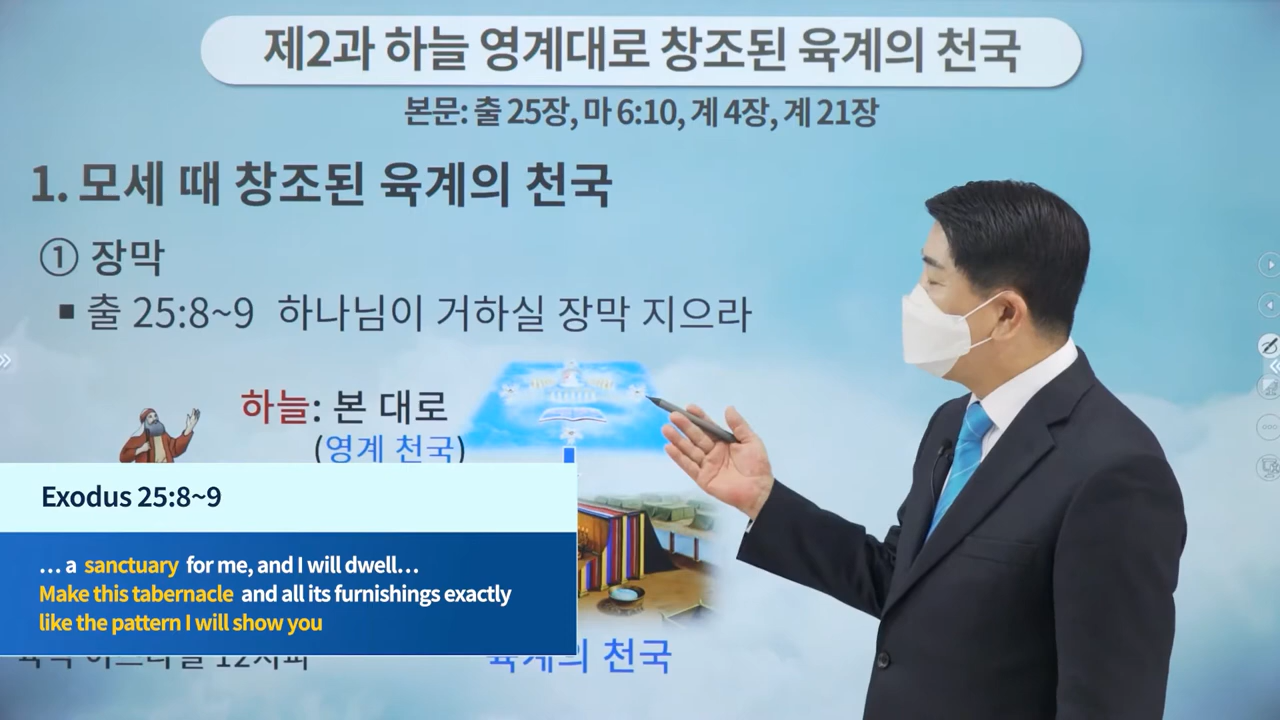 제2과 하늘 영계대로 창조된 육계의 천국
본문: 출 25장, 마 6:10, 계 4장, 계 21장
1. 모세 때 창조된 육계의 천국
① 장막
▪ 출 25:8~9 하나님이 거하실 장막 지으라
하늘: 본 대로
(영계 천국)
Exodus 25:8~9
… a sanctuary for me, and I will dwell…
Make this tabernacle and all its furnishings exactly
like the pattern I will show you
12지파
육계의 천국